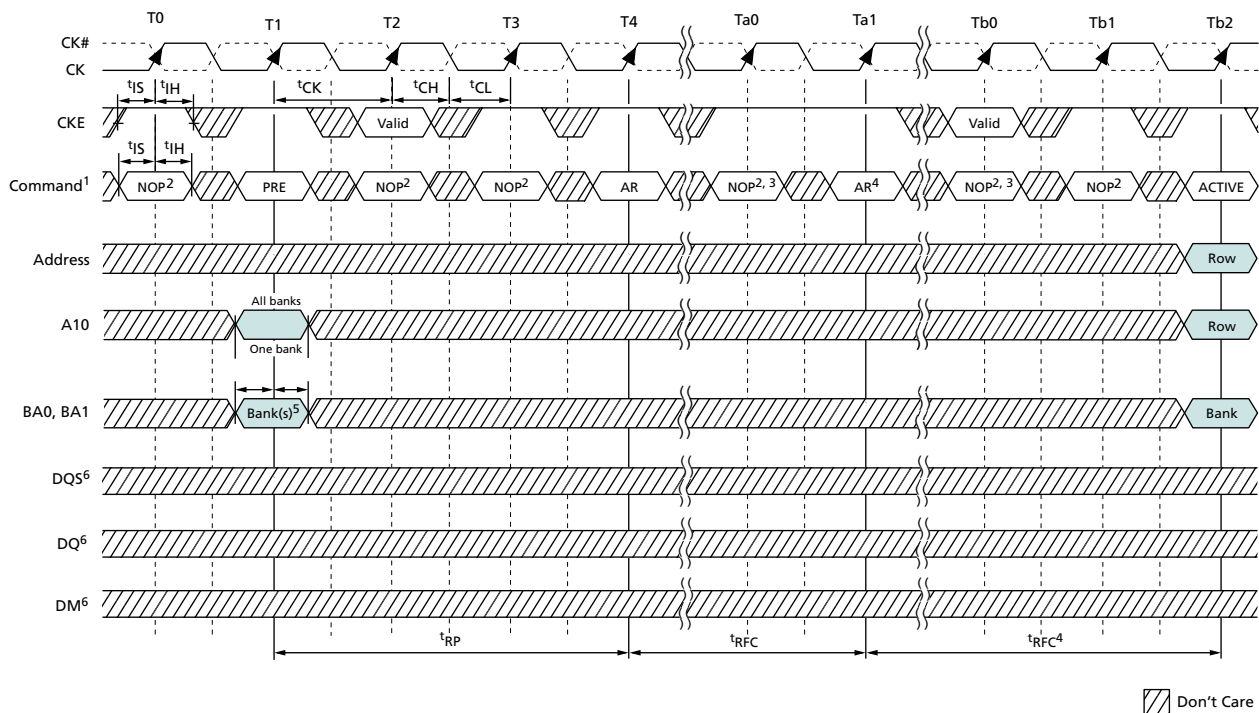 T0 T1 T2 T3 T4 Ta0 Ta1 Tb0 Tb1 Tb2
CK#
CK
tIS tIH tCK tCH tCL
CKE Valid Valid
tIS tIH
Command1 NOP2 PRE NOP2 NOP2 AR NOP2, 3 AR4 NOP2, 3 NOP2 ACTIVE
Address Row
All banks
A10 Row
One bank
BA0, BA1 Bank(s)5 Bank
DQS6
DQ6
DM6
tRP tRFC tRFC4
Don't Care